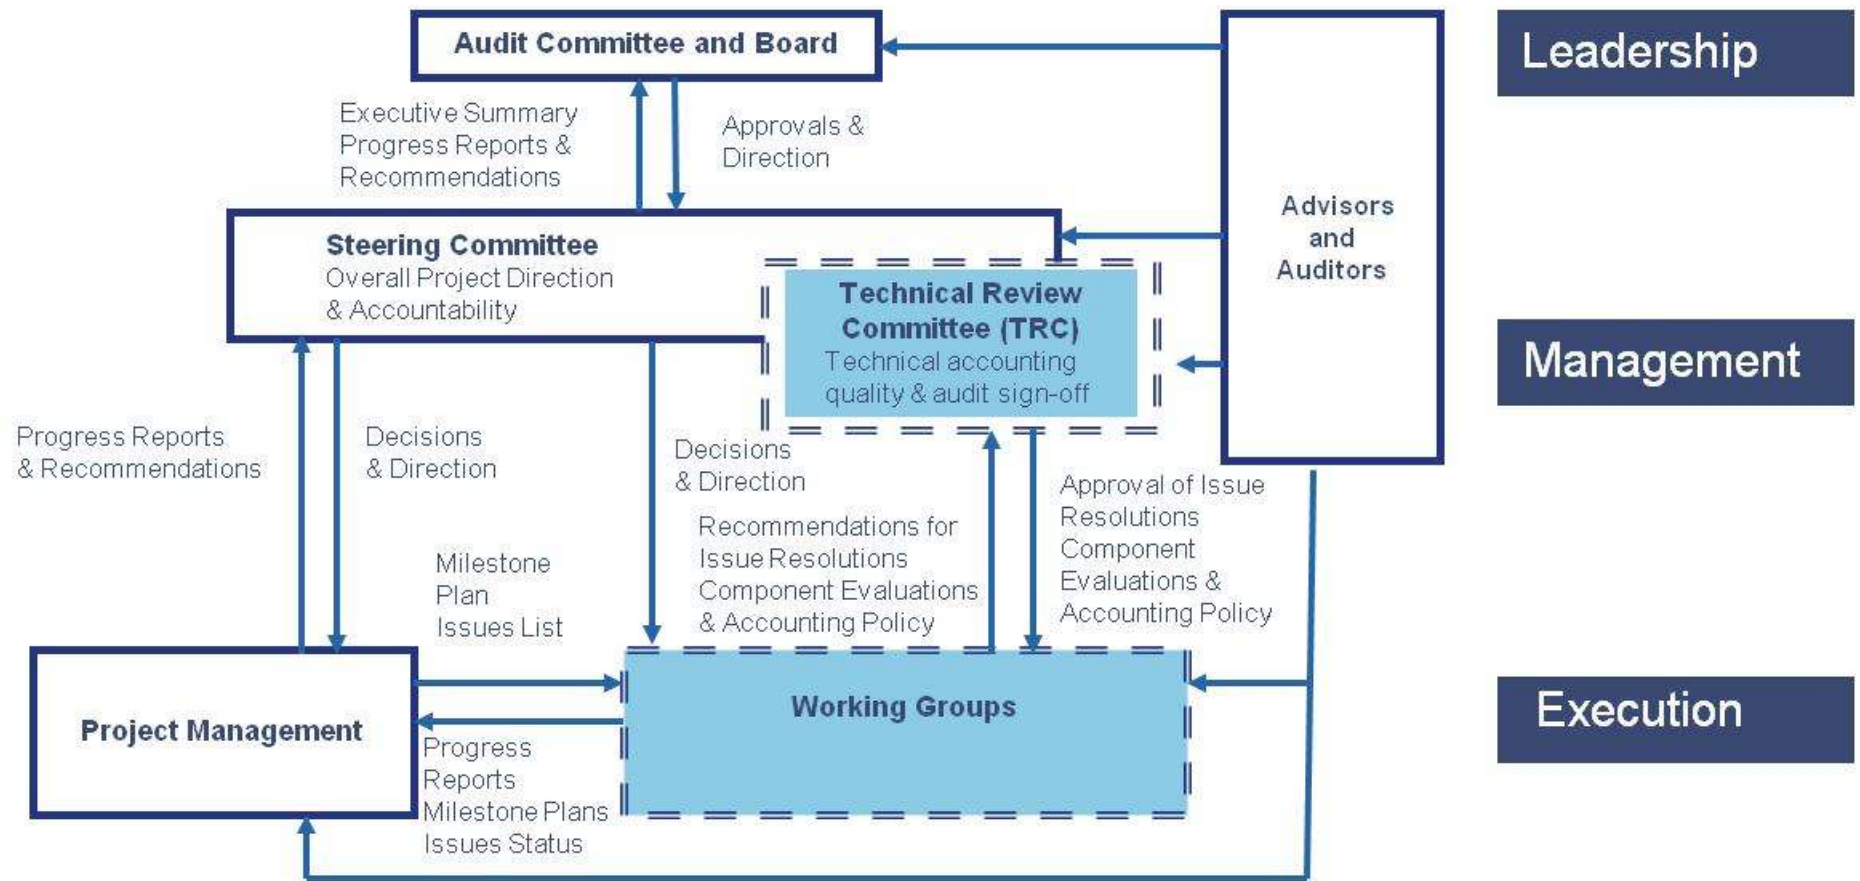 Audit Committee and Board
Leadership
Executive Summary
Progress Reports &
Recommendations
Approvals &
Direction
Advisors
and
Auditors
Steering Committee
Overall Project Direction
& Accountability
Technical Review
Committee (TRC)
Technical accounting
quality & audit sign-off
Management
Progress Reports
& Recommendations
Decisions
& Direction
Decisions
& Direction
Recommendations for
Issue Resolutions
Component Evaluations
& Accounting Policy
Approval of Issue
Resolutions
Component
Evaluations &
Accounting Policy
Milestone
Plan
Issues List
Project Management
Working Groups
Execution
Progress
Reports
Milestone Plans
Issues Status